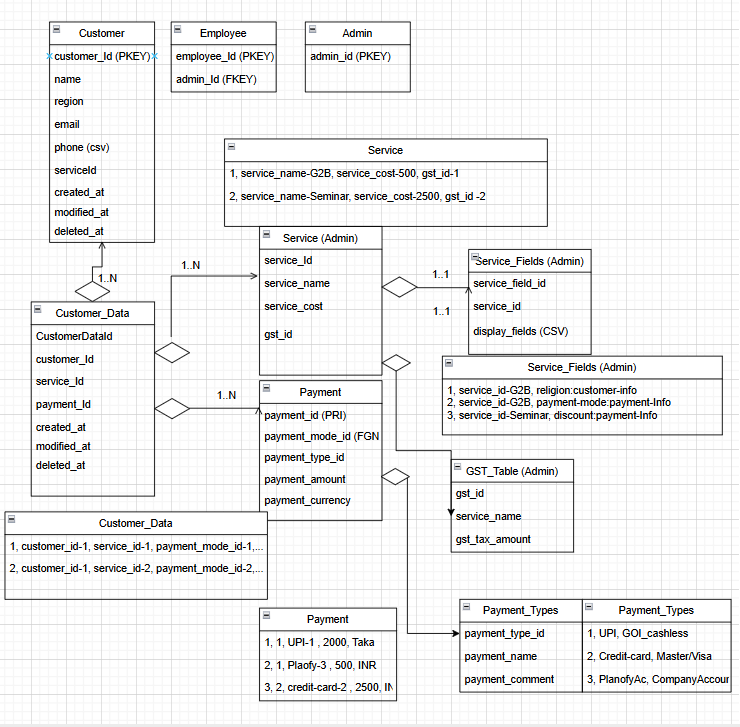 Customer
customer_Id (PKEY)
name
region
email
phone (csv)
serviceId
created_at
modified_at
deleted_at
Employee
employee_Id (PKEY)
admin_Id (FKEY)
Admin
admin_id (PKEY)
Service
1, service_name-G2B, service_cost-500, gst_id-1
2, service_name-Seminar, service_cost-2500, gst_id -2
Service (Admin)
service_Id
service_name
service_cost
gst_id
1..N
1..N
1..1
1..1
Service_Fields (Admin)
service_field_id
service_id
display_fields (CSV)
Customer_Data
CustomerDataId
customer_Id
service_Id
payment_Id
created_at
modified_at
deleted_at
1..N
Service_Fields (Admin)
1, service_id-G2B, religion:customer-info
2, service_id-G2B, payment-mode:payment-Info
3, service_id-Seminar, discount:payment-Info
Payment
payment_id (PRI)
payment_mode_id (FGN
payment_type_id
payment_amount
payment_currency
GST_Table (Admin)
gst_id
service_name
gst_tax_amount
Customer_Data
1, customer_id-1, service_id-1, payment_mode_id-1,...
2, customer_id-1, service_id-2, payment_mode_id-2,...
Payment
1, 1, UPI-1 , 2000, Taka
2, 1, Plaofy-3 , 500, INR
3, 2, credit-card-2 , 2500, IN
Payment_Types
payment_type_id
payment_name
payment_comment
Payment_Types
1, UPI, GOI_cashless
2, Credit-card, Master/Visa
3, PlanofyAc, CompanyAccour